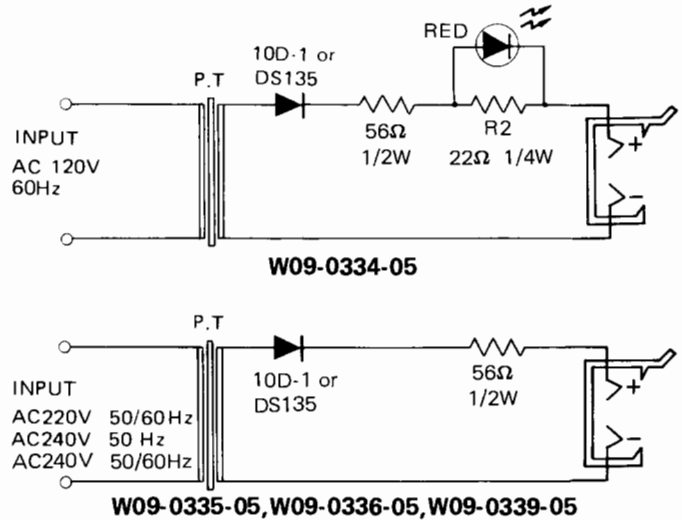 RED
10D-1 or
DS135
P.T
INPUT
AC 120V
60Hz
56Ω
1/2W
R2
22Ω 1/4W
+
−
W09-0334-05
P.T
INPUT
AC220V 50/60Hz
AC240V 50 Hz
AC240V 50/60Hz
10D-1 or
DS135
56Ω
1/2W
+
−
W09-0335-05,W09-0336-05,W09-0339-05